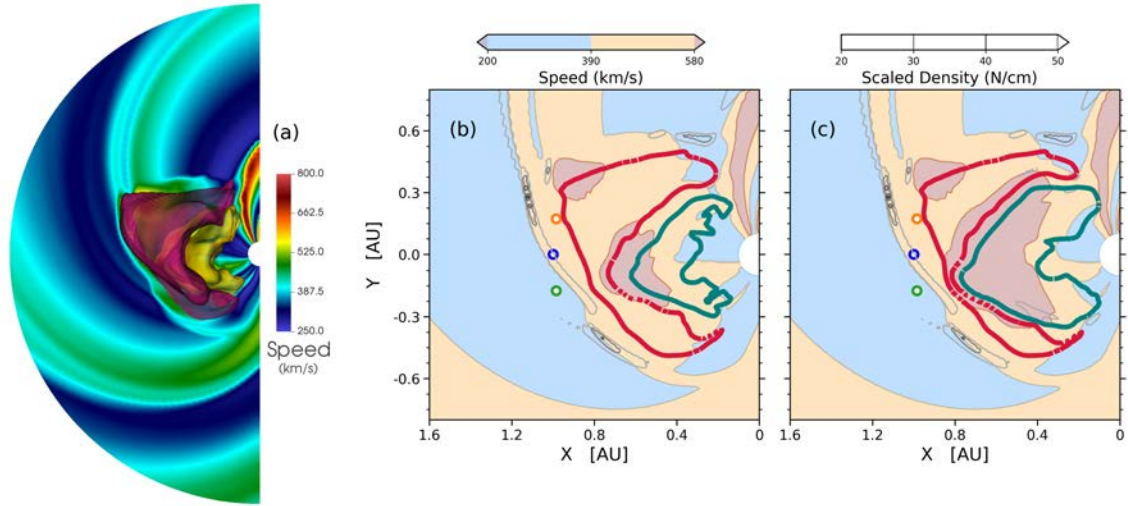 (a)
800.0
662.5
525.0
387.5
250.0
Speed
(km/s)
200
390
580
Speed (km/s)
20
30
40
50
Scaled Density (N/cm)
(b)
(c)
0.6
0.3
0.0
-0.3
-0.6
Y [AU]
1.6
1.2
0.8
0.4
0
X [AU]
1.6
1.2
0.8
0.4
0
X [AU]